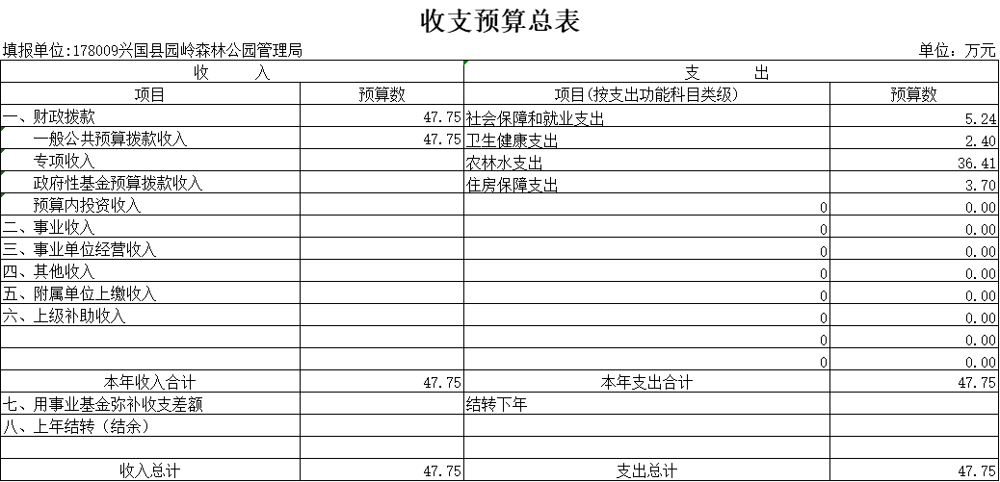 收支预算总表
填报单位:178009兴国县园岭森林公园管理局 单位：万元
收 入 支 出
项目 预算数 项目(按支出功能科目类级) 预算数
一、财政拨款 47.75 社会保障和就业支出 5.24
一般公共预算拨款收入 47.75 卫生健康支出 2.40
专项收入 农林水支出 36.41
政府性基金预算拨款收入 住房保障支出 3.70
预算内投资收入 0 0.00
二、事业收入 0 0.00
三、事业单位经营收入 0 0.00
四、其他收入 0 0.00
五、附属单位上缴收入 0 0.00
六、上级补助收入 0 0.00
0 0.00
0 0.00
本年收入合计 47.75 本年支出合计 47.75
七、用事业基金弥补收支差额 结转下年
八、上年结转（结余）
收入总计 47.75 支出总计 47.75